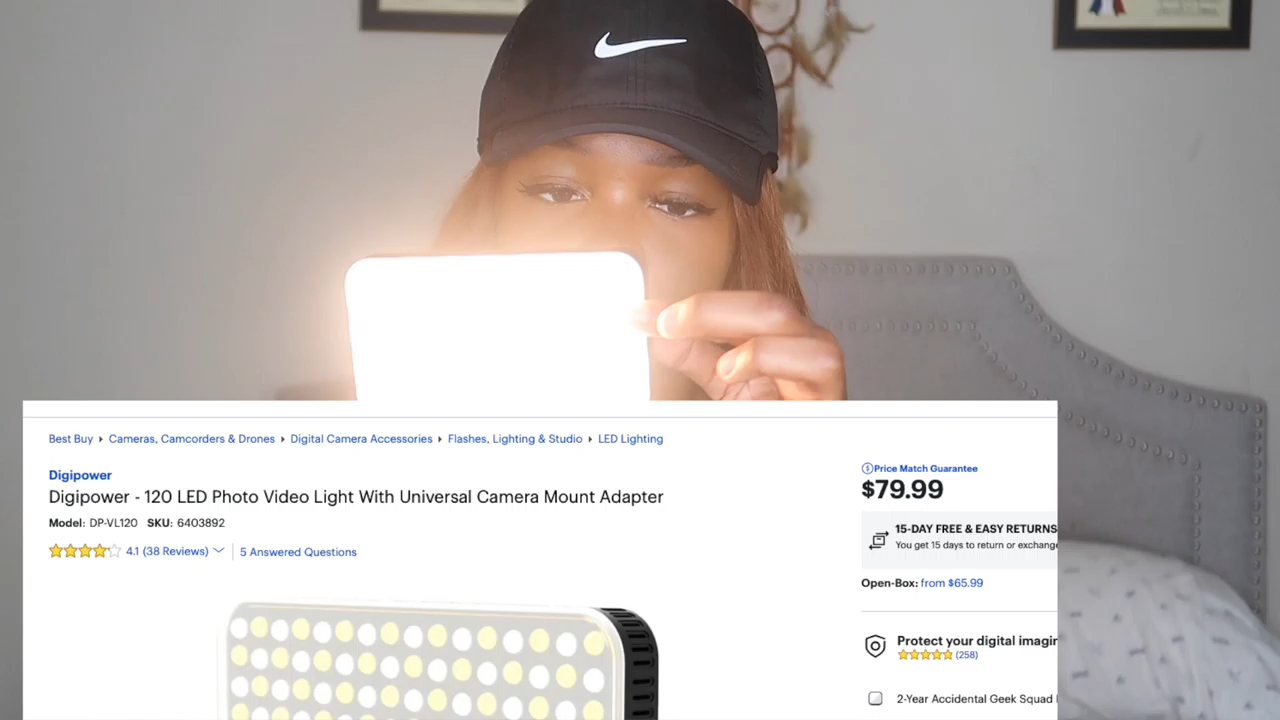 Best Buy Cameras, Camcorders & Drones Digital Camera Accessories Flashes, Lighting & Studio LED Lighting
Digipower
Digipower - 120 LED Photo Video Light With Universal Camera Mount Adapter
Model: DP-VL120 SKU: 6403892
4.1 (38 Reviews) 5 Answered Questions
Price Match Guarantee
$79.99
15-DAY FREE & EASY RETURNS
You get 15 days to return or exchange
Open-Box: from $65.99
Protect your digital imagin
(258)
2-Year Accidental Geek Squad